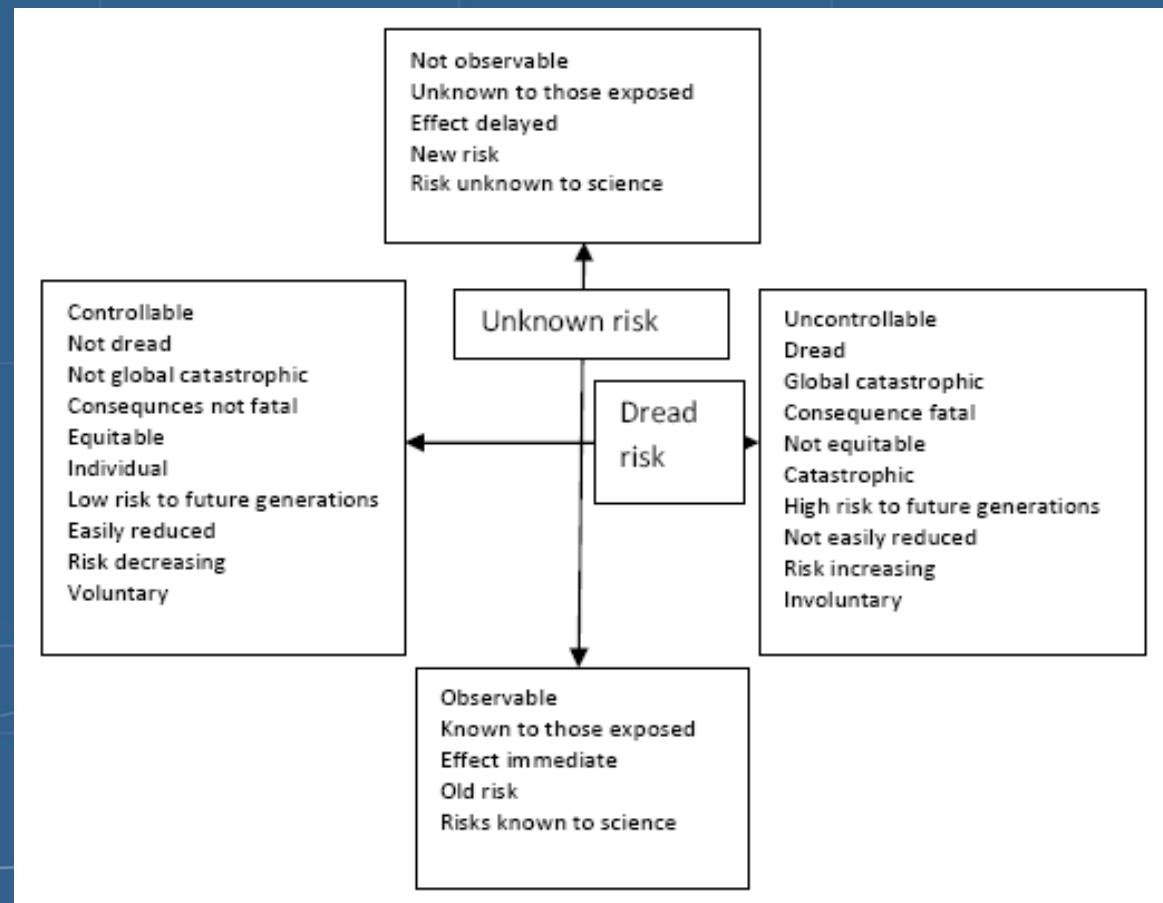 Not observable
Unknown to those exposed
Effect delayed
New risk
Risk unknown to science
Controllable
Not dread
Not global catastrophic
Consequnces not fatal
Equitable
Individual
Low risk to future generations
Easily reduced
Risk decreasing
Voluntary
Unknown risk
Dread
risk
Uncontrollable
Dread
Global catastrophic
Consequence fatal
Not equitable
Catastrophic
High risk to future generations
Not easily reduced
Risk increasing
Involuntary
Observable
Known to those exposed
Effect immediate
Old risk
Risks known to science